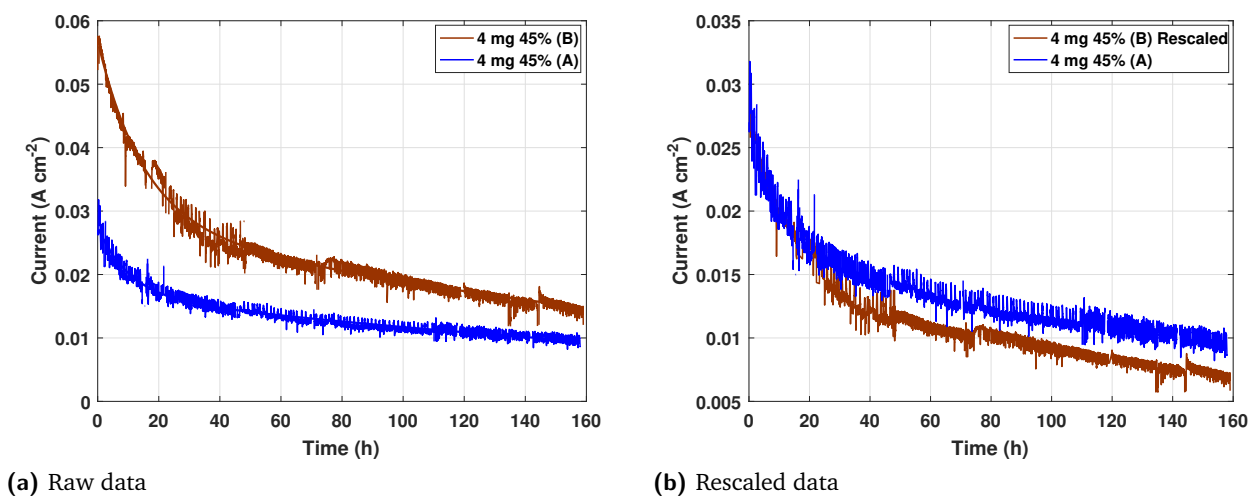 0.06
0.05
0.04
0.03
0.02
0.01
0
Current (A cm-2)
4 mg 45% (B)
4 mg 45% (A)
0 20 40 60 80 100 120 140 160
Time (h)
(a) Raw data
0.035
0.03
0.025
0.02
0.015
0.01
0.005
Current (A cm-2)
4 mg 45% (B) Rescaled
4 mg 45% (A)
0 20 40 60 80 100 120 140 160
Time (h)
(b) Rescaled data